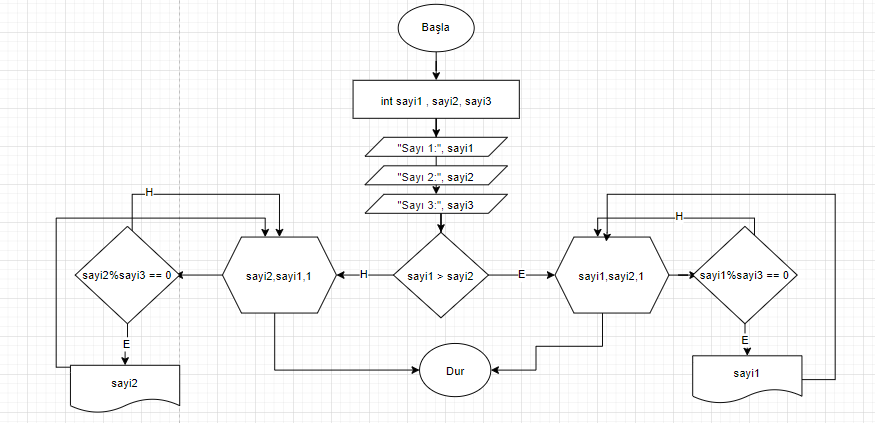 Başla
int sayi1 , sayi2, sayi3
"Sayı 1:", sayi1
"Sayı 2:", sayi2
"Sayı 3:", sayi3
sayi1 > sayi2
H
E
sayi2,sayi1,1
sayi2%sayi3 == 0
H
E
sayi2
sayi1,sayi2,1
sayi1%sayi3 == 0
H
E
sayi1
Dur